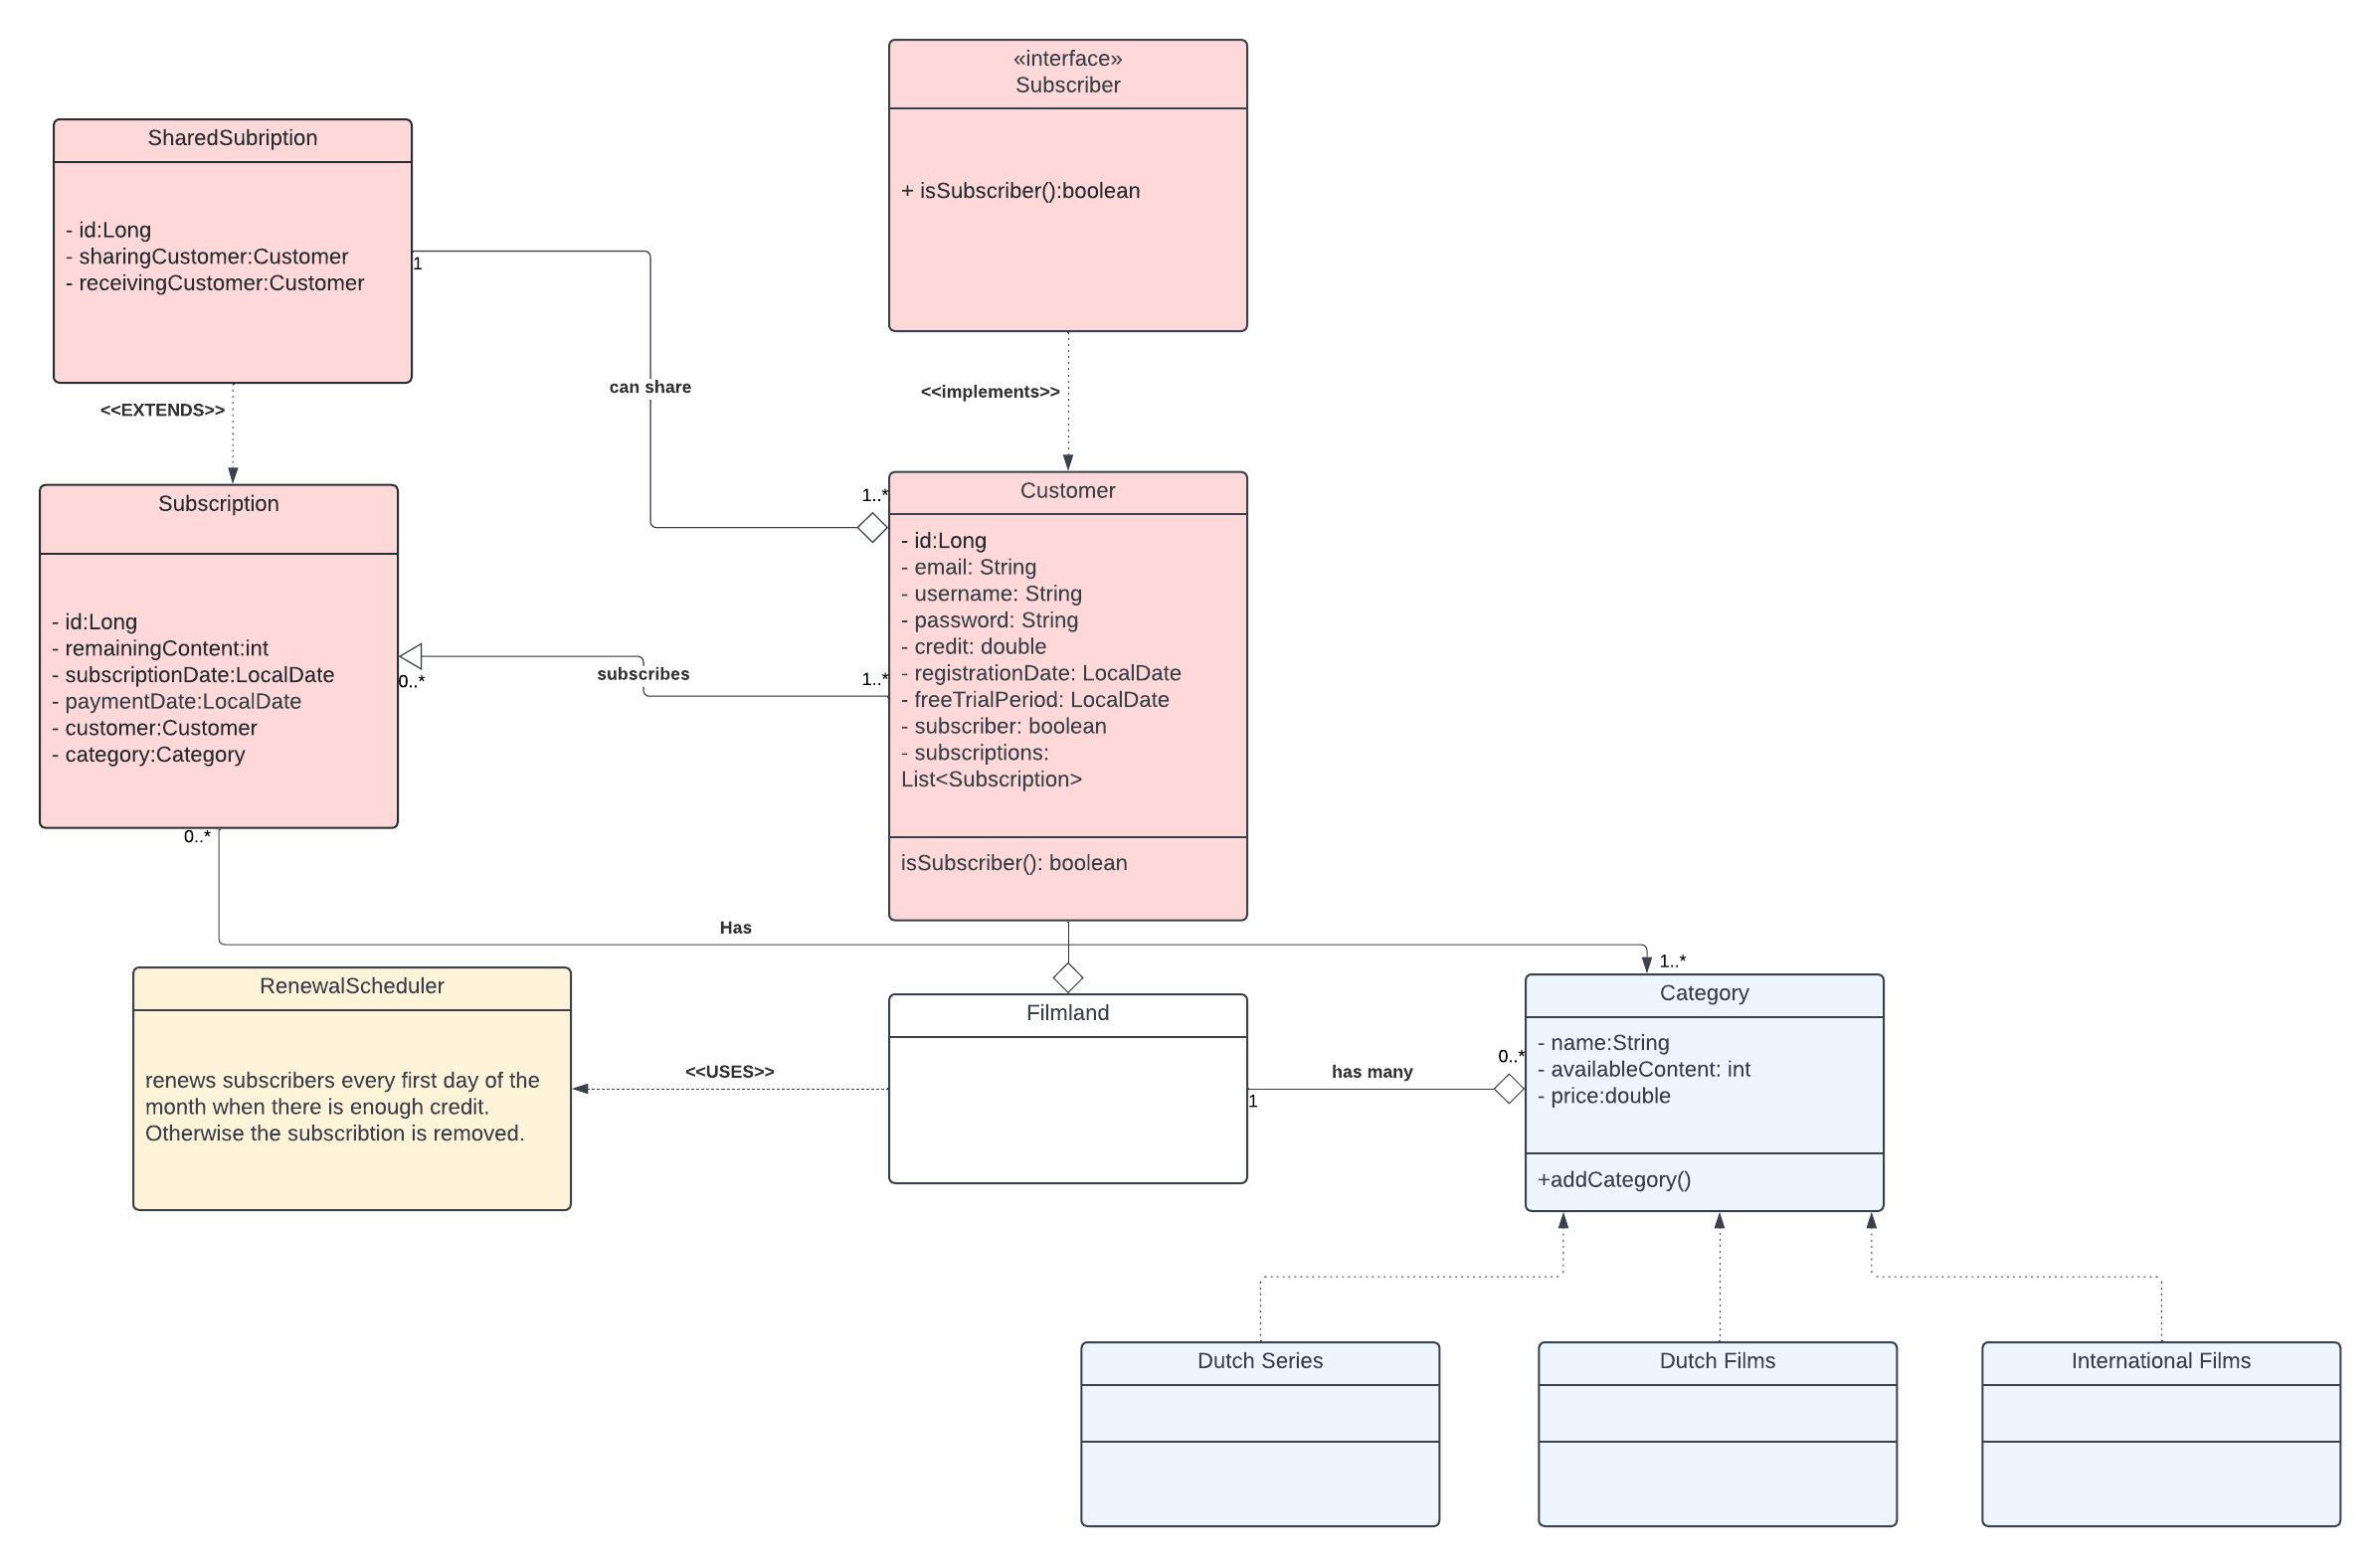 «interface»
Subscriber
+ isSubscriber():boolean
SharedSubription
- id:Long
- sharingCustomer:Customer
- receivingCustomer:Customer
1
can share
<<implements>>
<<EXTENDS>>
Subscription
- id:Long
- remainingContent:int
- subscriptionDate:LocalDate
- paymentDate:LocalDate
- customer:Customer
- category:Category
0..*
subscribes
1..*
1..*
Customer
- id:Long
- email: String
- username: String
- password: String
- credit: double
- registrationDate: LocalDate
- freeTrialPeriod: LocalDate
- subscriber: boolean
- subscriptions:
List<Subscription>
isSubscriber(): boolean
0..*
Has
1..*
RenewalScheduler
renews subscribers every first day of the
month when there is enough credit.
Otherwise the subscribtion is removed.
<<USES>>
Filmland
1
has many
0..*
Category
- name:String
- availableContent: int
- price:double
+addCategory()
Dutch Series
Dutch Films
International Films